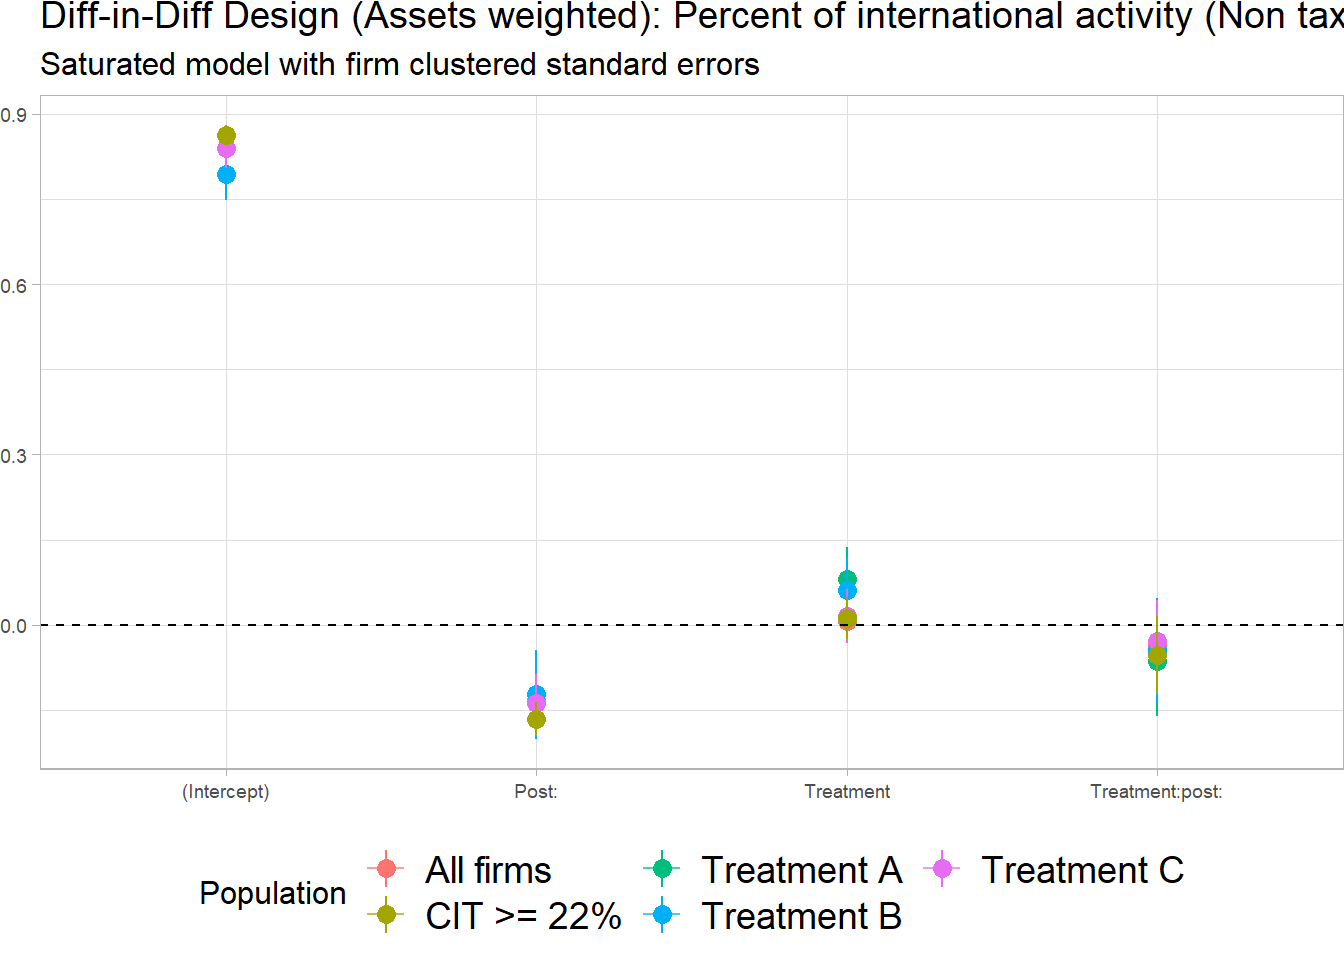 Diff-in-Diff Design (Assets weighted): Percent of international activity (Non tax
Saturated model with firm clustered standard errors
0.9
0.6
0.3
0.0
(Intercept) Post: Treatment Treatment:post:
Population
All firms Treatment A Treatment C
CIT >= 22% Treatment B